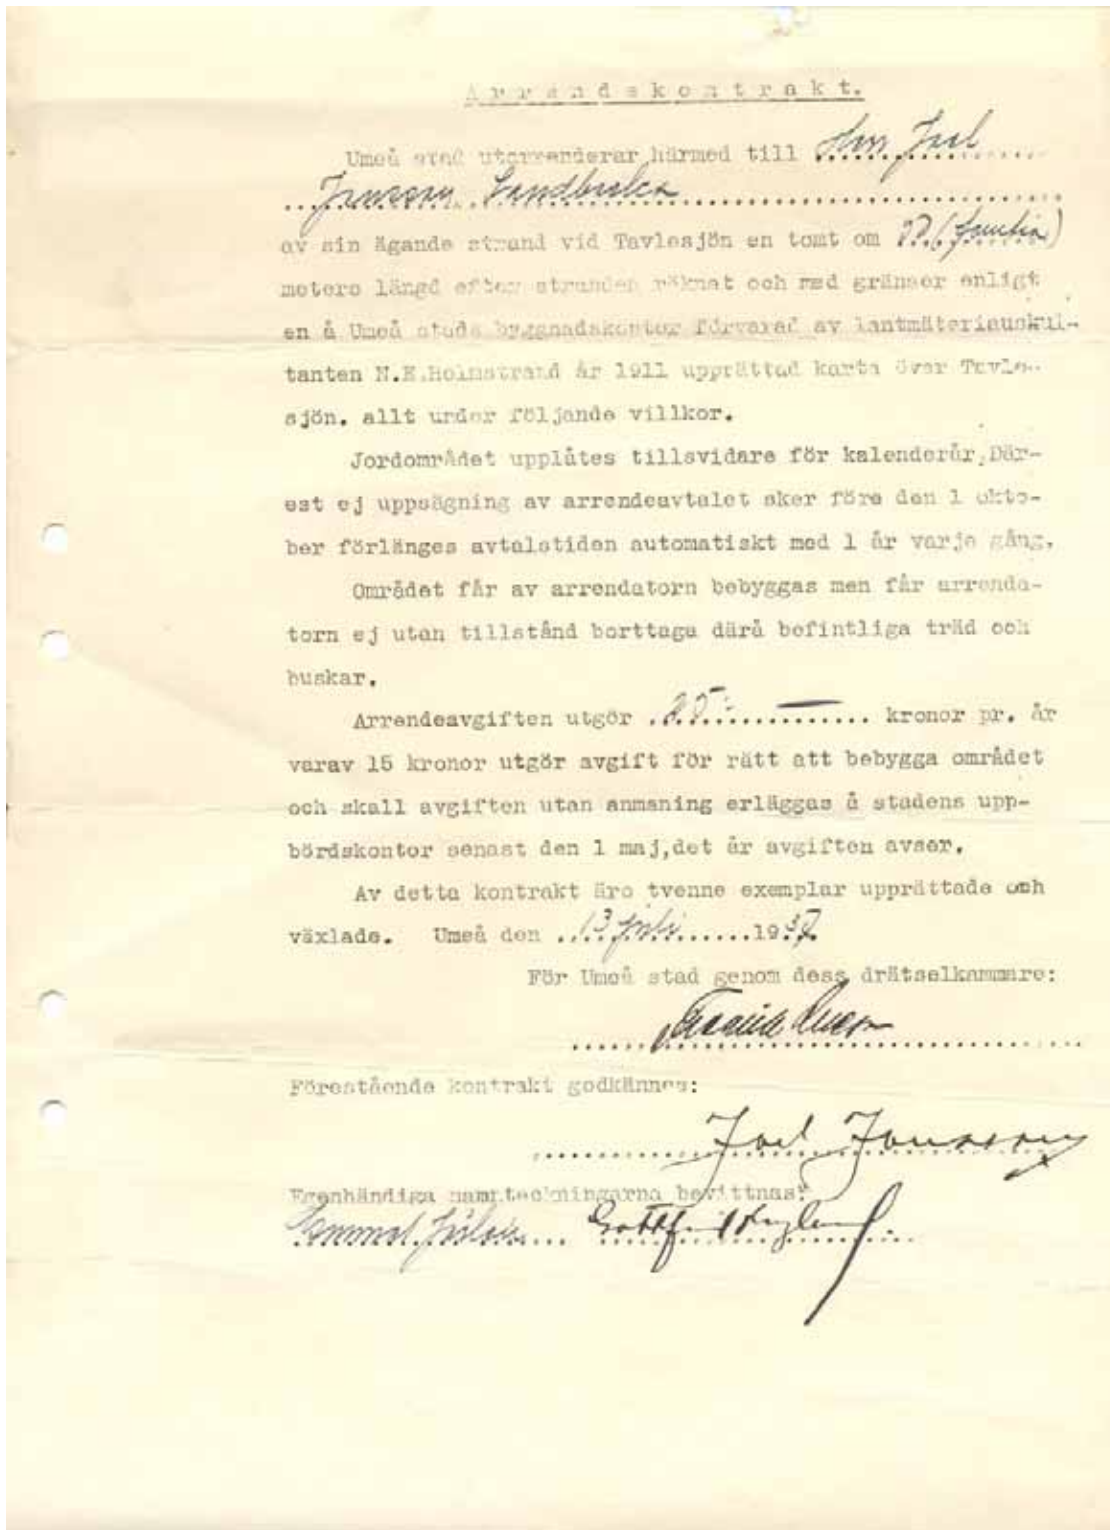 Arrendskontrakt.
Umeå stad utarrenderar härmed till Herr Joel
Jonsson, Sandbacka
av sin ägande strand vid Tavlesjön en tomt om
meters längd efter stranden räknat och med gränser enligt
en å Umeå stads byggnadskontor förvarad av lantmäteriauskul-
tanten N.E.Holmstrand år 1911 upprättad karta över Tavle-
sjön. allt under följande villkor.
Jordområdet upplåtes tillsvidare för kalenderår, Där-
est ej uppsägning av arrendeavtalet sker före den 1 okto-
ber förlänges avtalstiden automatiskt med 1 år varje gång.
Området får av arrendatorn bebyggas men får arrenda-
torn ej utan tillstånd borttaga därå befintliga träd och
buskar.
Arrendeavgiften utgör 25:- kronor pr. år
varav 15 kronor utgör avgift för rätt att bebygga området
och skall avgiften utan anmaning erläggas å stadens upp-
bördskontor senast den 1 maj,det år avgiften avser.
Av detta kontrakt äro tvenne exemplar upprättade och
växlade. Umeå den 13 juli 1937
För Umeå stad genom dess drätselkammare:
Förestående kontrakt godkännes:
Joel Jonsson
Egenhändiga namnteckningarna bevittnas:
Gottfrid